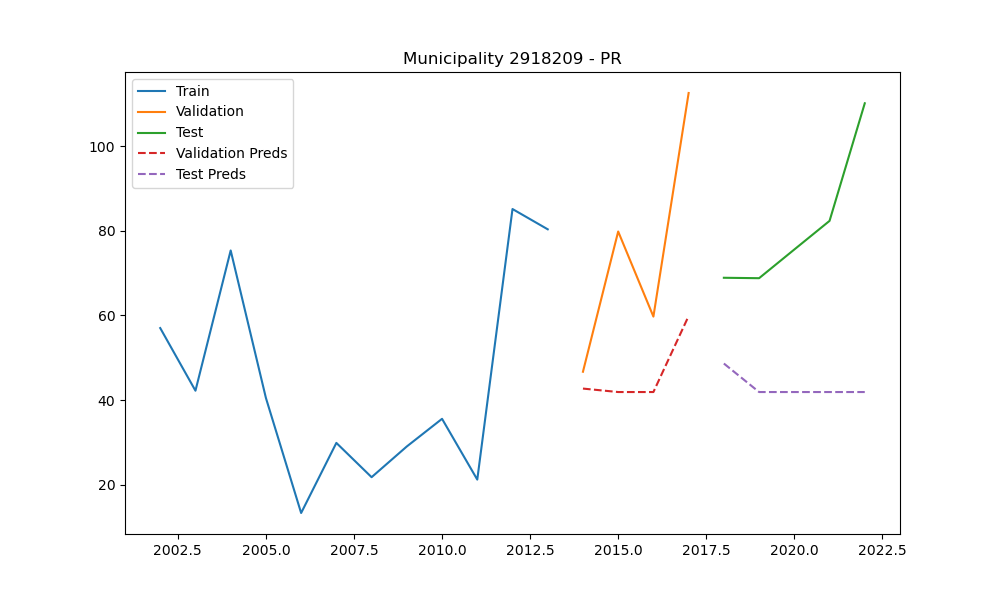 Municipality 2918209 - PR
Train
Validation
Test
Validation Preds
Test Preds
100
80
60
40
20
2002.5 2005.0 2007.5 2010.0 2012.5 2015.0 2017.5 2020.0 2022.5